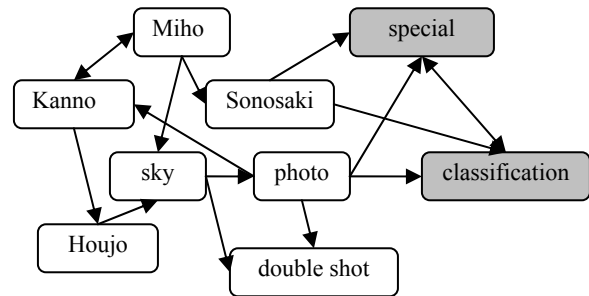 Miho
special
Kanno
Sonosaki
sky
photo
classification
Houjo
double shot